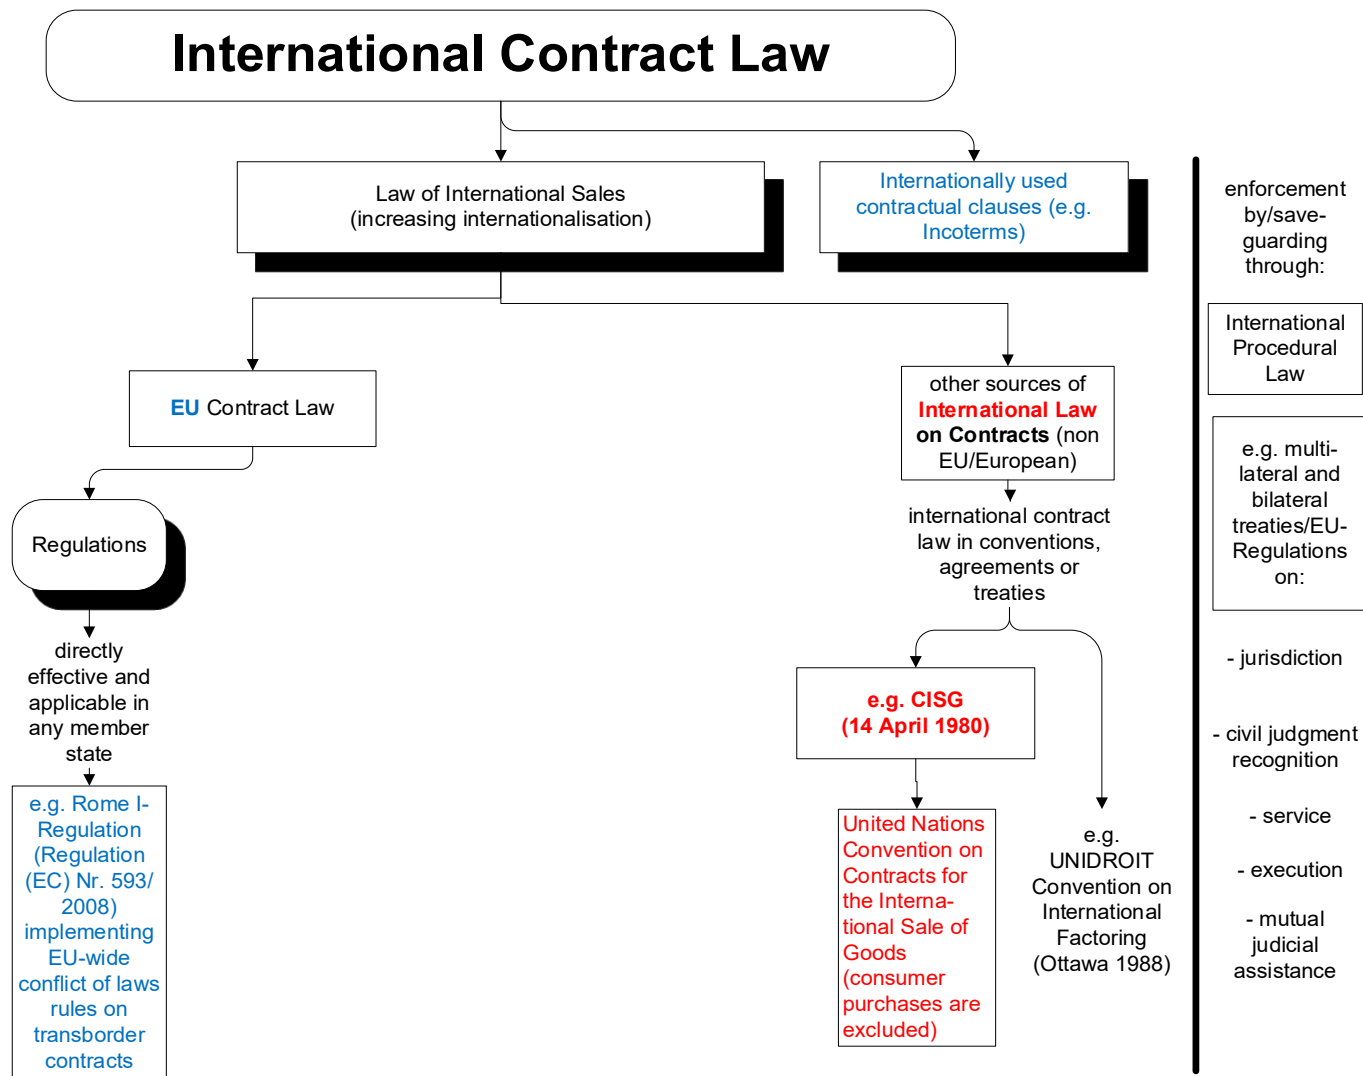 International Contract Law
Law of International Sales
(increasing internationalisation)
Internationally used
contractual clauses (e.g.
Incoterms)
EU Contract Law
Regulations
directly
effective and
applicable in
any member
state
e.g. Rome I-
Regulation
(Regulation
(EC) Nr. 593/
2008)
implementing
EU-wide
conflict of laws
rules on
transborder
contracts
other sources of
International Law
on Contracts (non
EU/European)
international contract
law in conventions,
agreements or
treaties
e.g. CISG
(14 April 1980)
United Nations
Convention on
Contracts for
the Interna-
tional Sale of
Goods
(consumer
purchases are
excluded)
e.g.
UNIDROIT
Convention on
International
Factoring
(Ottawa 1988)
enforcement
by/save-
guarding
through:
International
Procedural
Law
e.g. multi-
lateral and
bilateral
treaties/EU-
Regulations
on:
- jurisdiction
- civil judgment
recognition
- service
- execution
- mutual
judicial
assistance